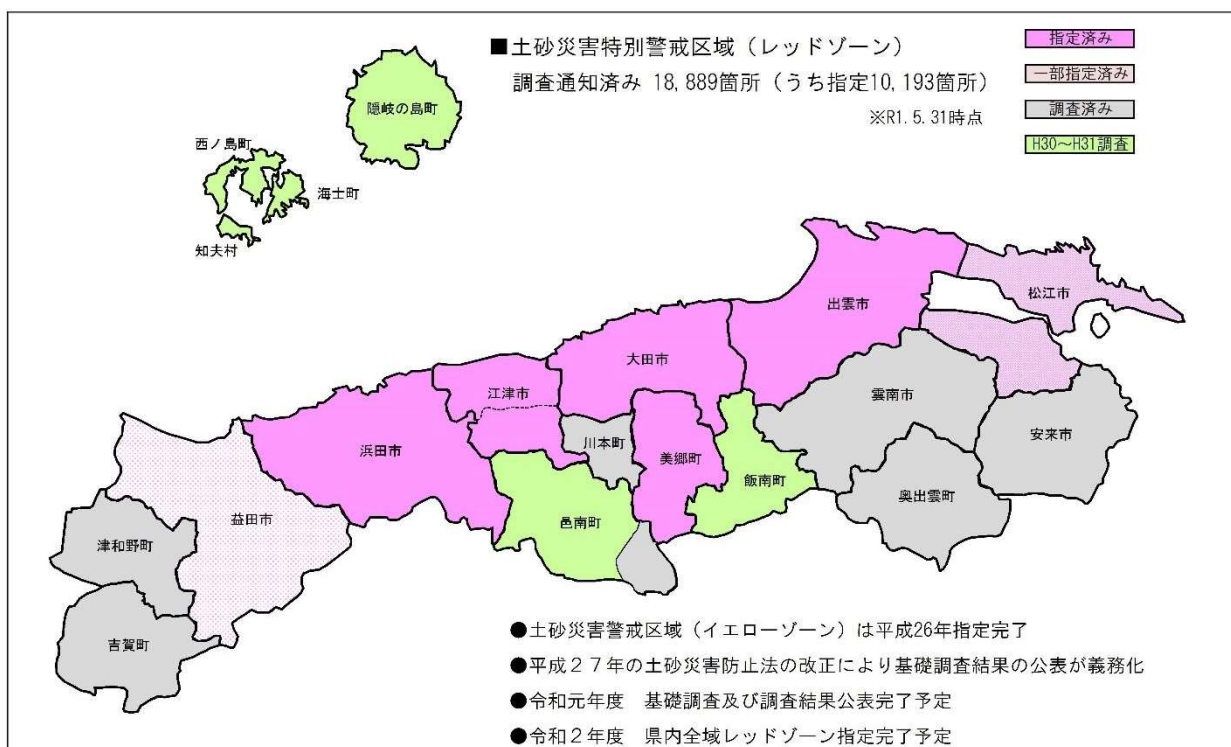 ■土砂災害特別警戒区域（レッドゾーン）
調査通知済み 18,889箇所（うち指定10,193箇所）
※R1.5.31時点
指定済み
一部指定済み
調査済み
H30～H31調査
隠岐の島町
西ノ島町
海士町
知夫村
松江市
出雲市
大田市
江津市
雲南市
安来市
川本町
浜田市
美郷町
飯南町
奥出雲町
邑南町
益田市
津和野町
吉賀町
●土砂災害警戒区域（イエローゾーン）は平成26年指定完了
●平成２７年の土砂災害防止法の改正により基礎調査結果の公表が義務化
●令和元年度　基礎調査及び調査結果公表完了予定
●令和２年度　県内全域レッドゾーン指定完了予定